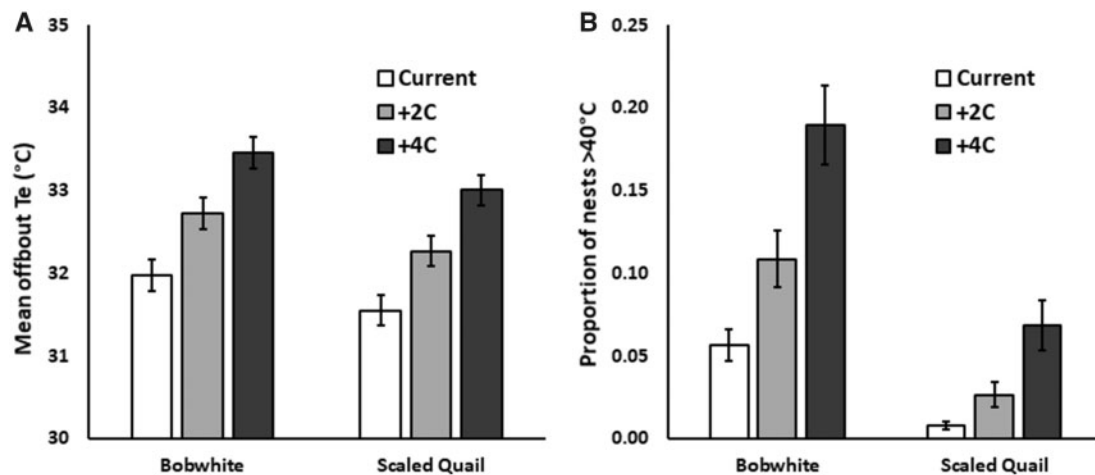 A
Mean offbout Te (°C)
35
34
33
32
31
30
Current
+2C
+4C
Bobwhite
Scaled Quail
B
Proportion of nests >40°C
0.25
0.20
0.15
0.10
0.05
0.00
Current
+2C
+4C
Bobwhite
Scaled Quail